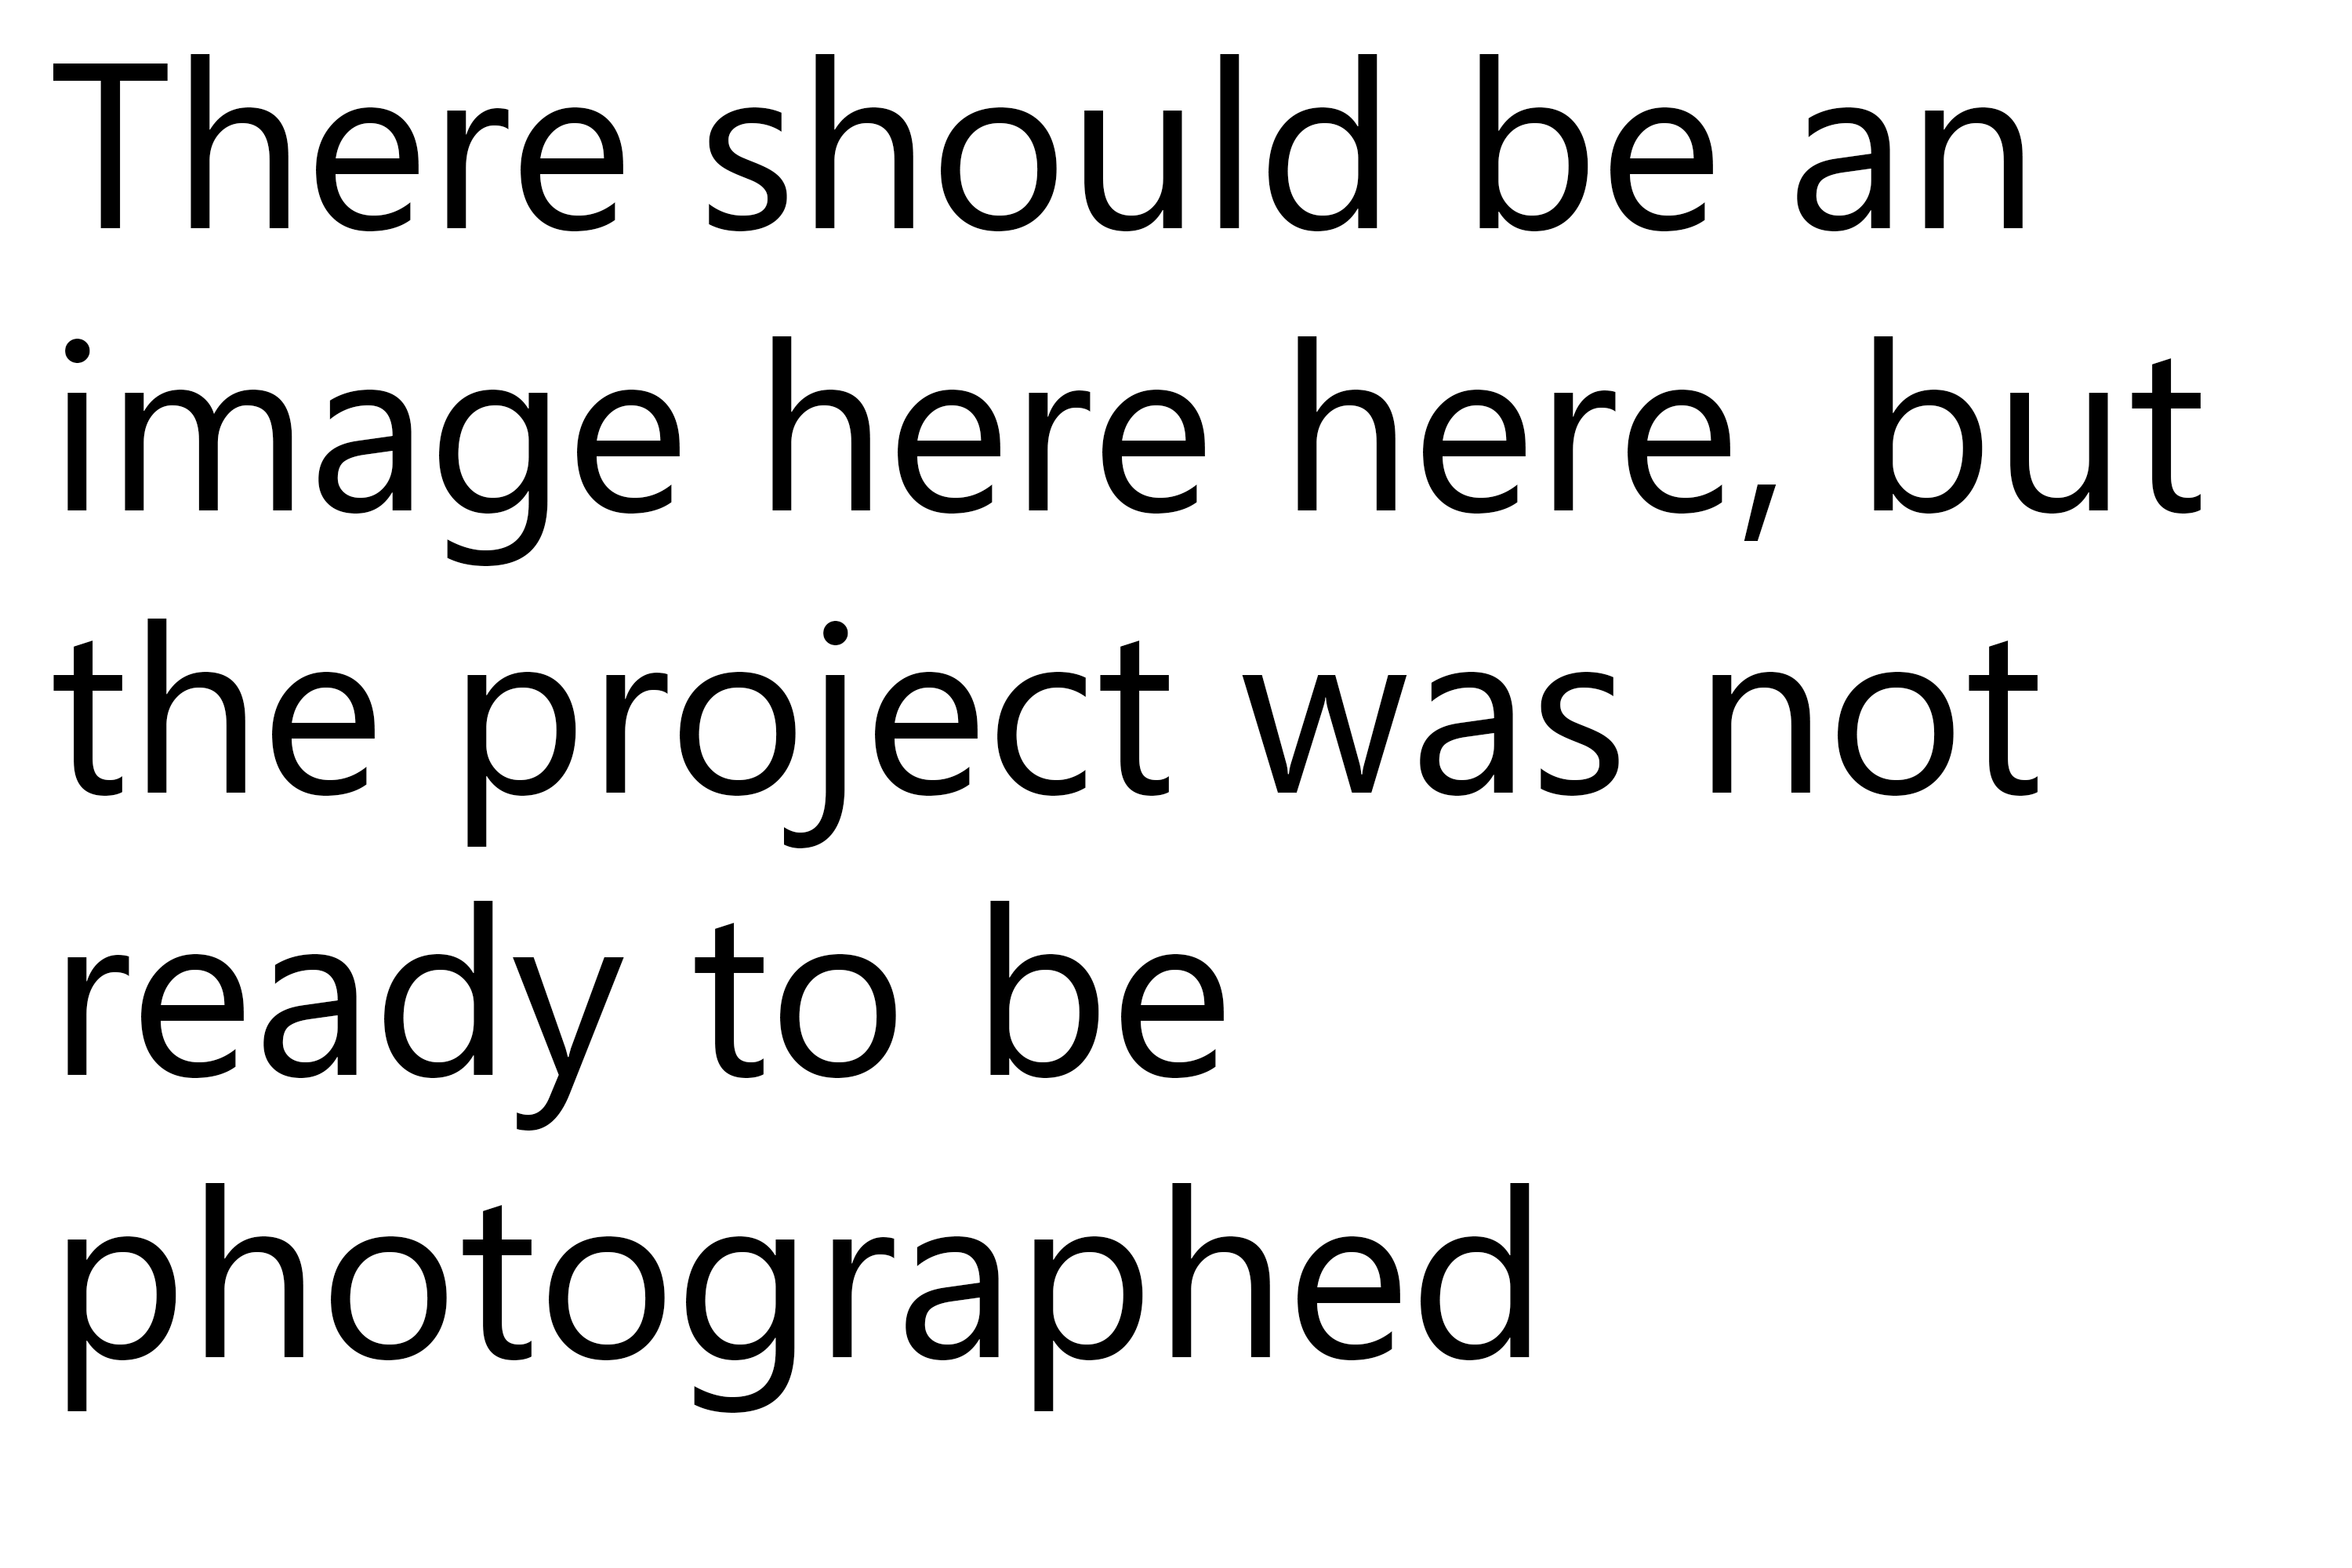 There should be an
image here here, but
the project was not
ready to be
photographed